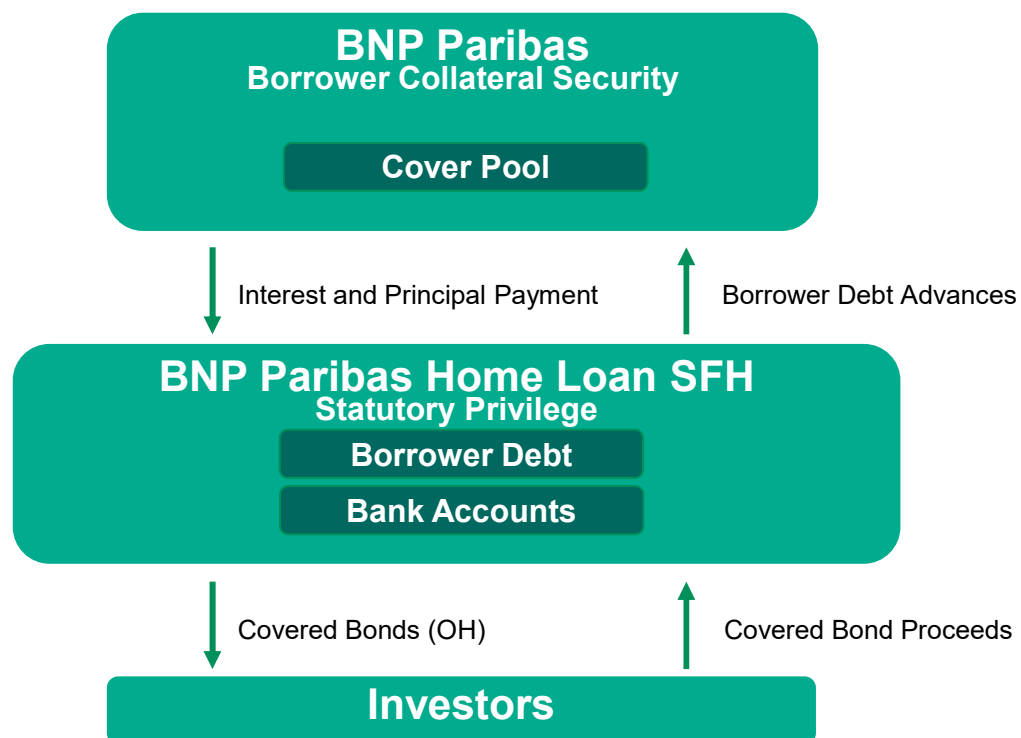 BNP Paribas
Borrower Collateral Security
Cover Pool
Interest and Principal Payment
Borrower Debt Advances
BNP Paribas Home Loan SFH
Statutory Privilege
Borrower Debt
Bank Accounts
Covered Bonds (OH)
Covered Bond Proceeds
Investors